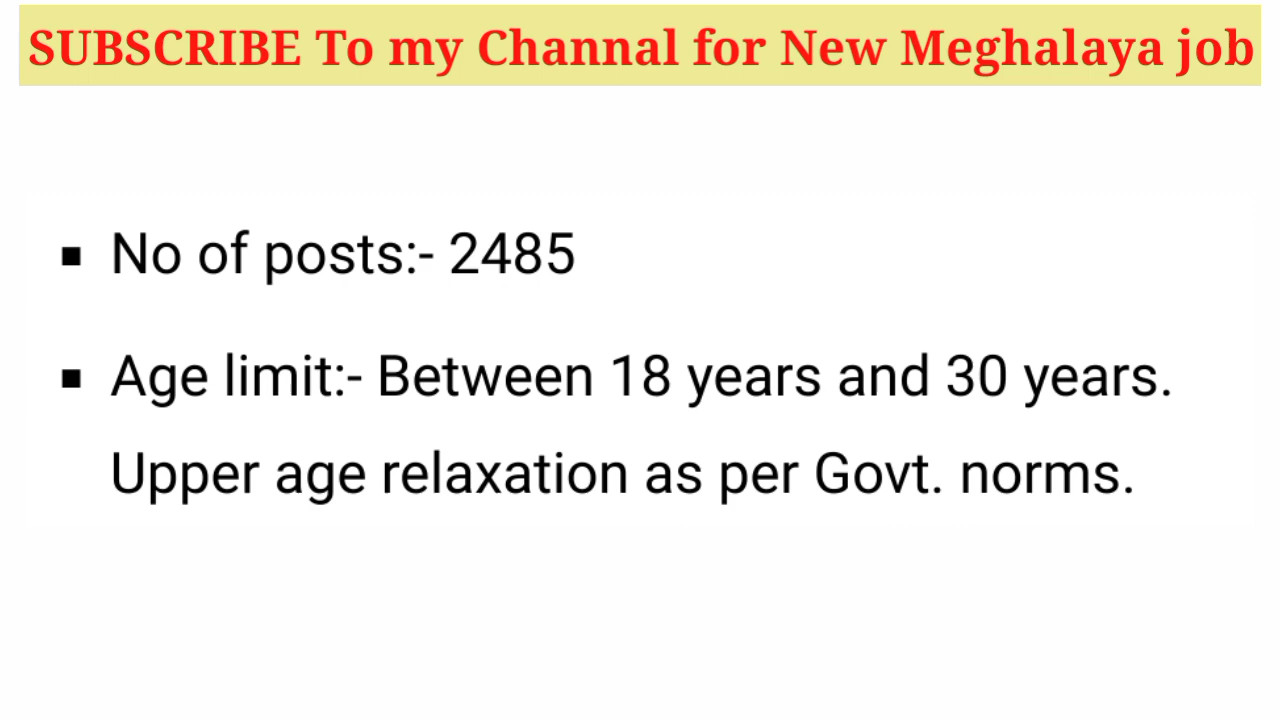 SUBSCRIBE To my Channal for New Meghalaya job
▪ No of posts:- 2485
▪ Age limit:- Between 18 years and 30 years.
Upper age relaxation as per Govt. norms.